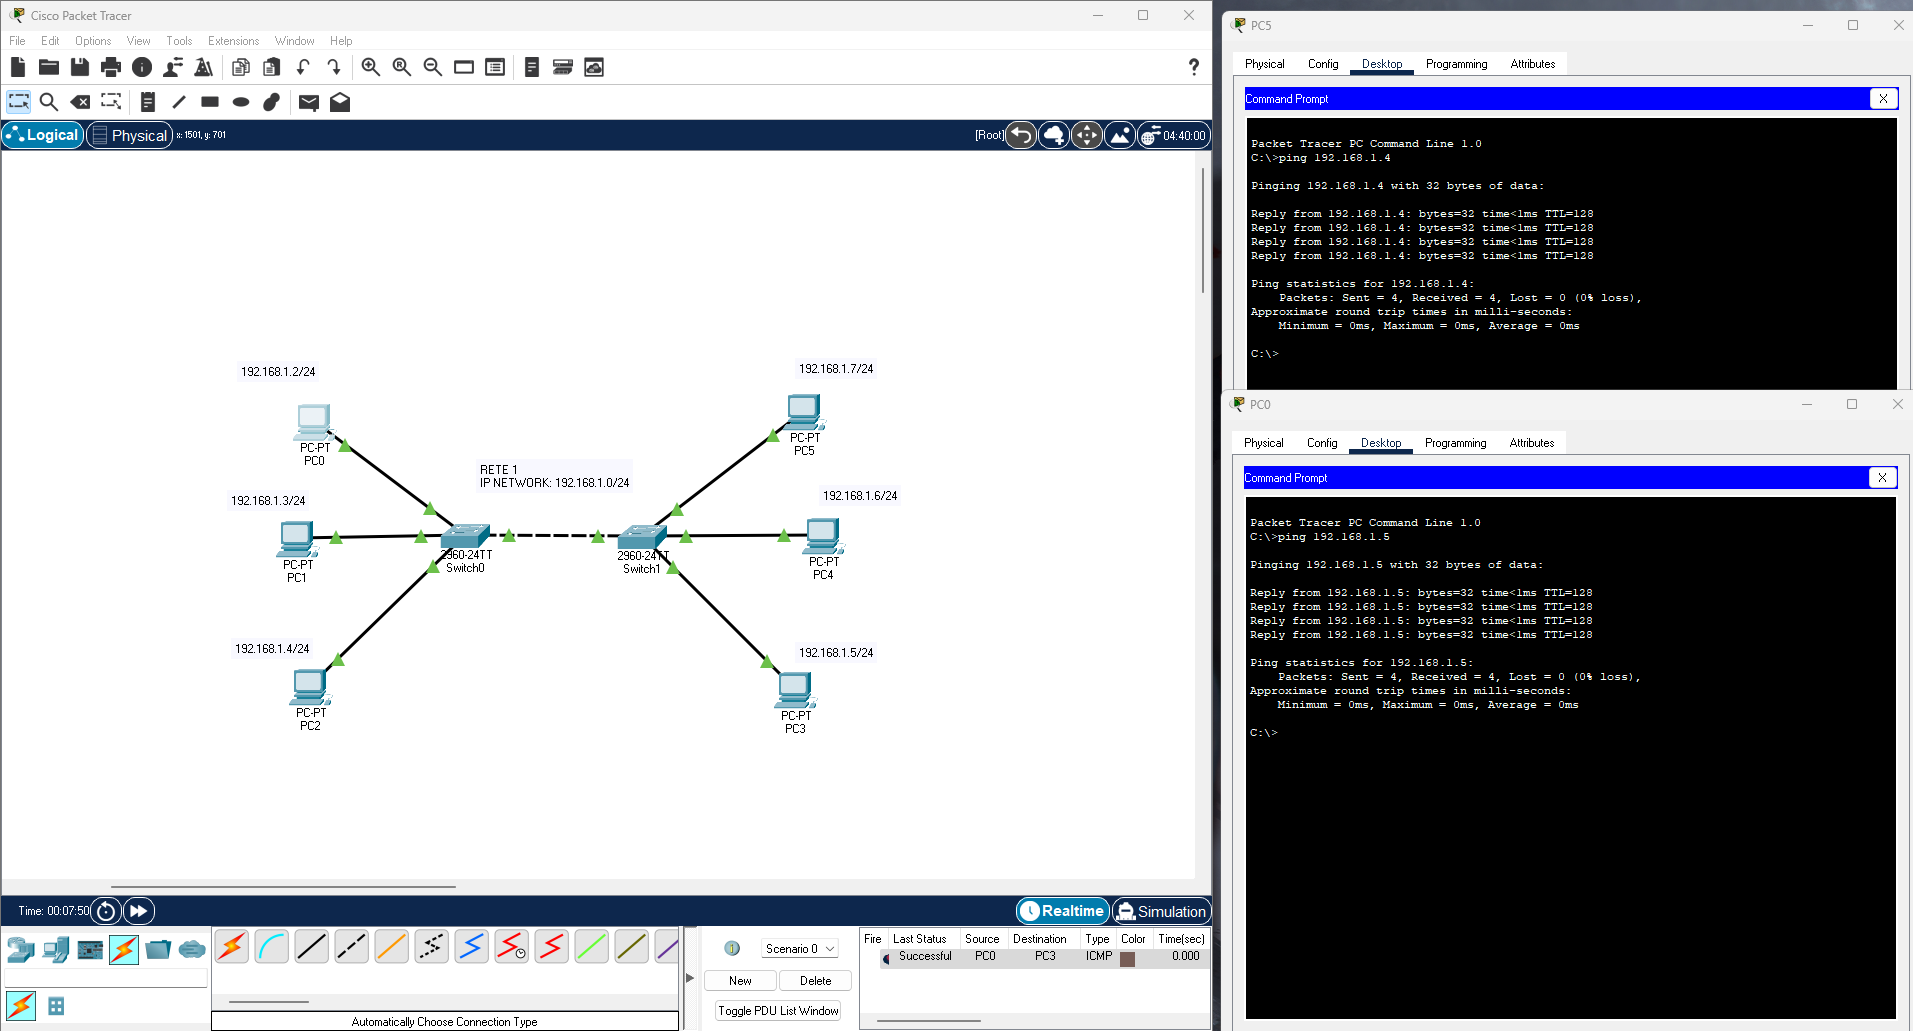 Cisco Packet Tracer
File Edit Options View Tools Extensions Window Help
Logical Physical x: 1501, y: 701 [Root] 04:40:00
192.168.1.2/24
PC-PT
PC0
192.168.1.3/24
PC-PT
PC1
192.168.1.4/24
PC-PT
PC2
RETE 1
IP NETWORK: 192.168.1.0/24
2960-24TT
Switch0
2960-24TT
Switch1
192.168.1.7/24
PC-PT
PC5
192.168.1.6/24
PC-PT
PC4
192.168.1.5/24
PC-PT
PC3
Time: 00:07:50
Realtime Simulation
Automatically Choose Connection Type
Scenario 0
New Delete
Toggle PDU List Window
Fire Last Status Source Destination Type Color Time(sec)
Successful PC0 PC3 ICMP 0.000
PC5
Physical Config Desktop Programming Attributes
Command Prompt X
Packet Tracer PC Command Line 1.0
C:\>ping 192.168.1.4
Pinging 192.168.1.4 with 32 bytes of data:
Reply from 192.168.1.4: bytes=32 time<1ms TTL=128
Reply from 192.168.1.4: bytes=32 time<1ms TTL=128
Reply from 192.168.1.4: bytes=32 time<1ms TTL=128
Reply from 192.168.1.4: bytes=32 time<1ms TTL=128
Ping statistics for 192.168.1.4:
Packets: Sent = 4, Received = 4, Lost = 0 (0% loss),
Approximate round trip times in milli-seconds:
Minimum = 0ms, Maximum = 0ms, Average = 0ms
C:\>
PC0
Physical Config Desktop Programming Attributes
Command Prompt X
Packet Tracer PC Command Line 1.0
C:\>ping 192.168.1.5
Pinging 192.168.1.5 with 32 bytes of data:
Reply from 192.168.1.5: bytes=32 time<1ms TTL=128
Reply from 192.168.1.5: bytes=32 time<1ms TTL=128
Reply from 192.168.1.5: bytes=32 time<1ms TTL=128
Reply from 192.168.1.5: bytes=32 time<1ms TTL=128
Ping statistics for 192.168.1.5:
Packets: Sent = 4, Received = 4, Lost = 0 (0% loss),
Approximate round trip times in milli-seconds:
Minimum = 0ms, Maximum = 0ms, Average = 0ms
C:\>